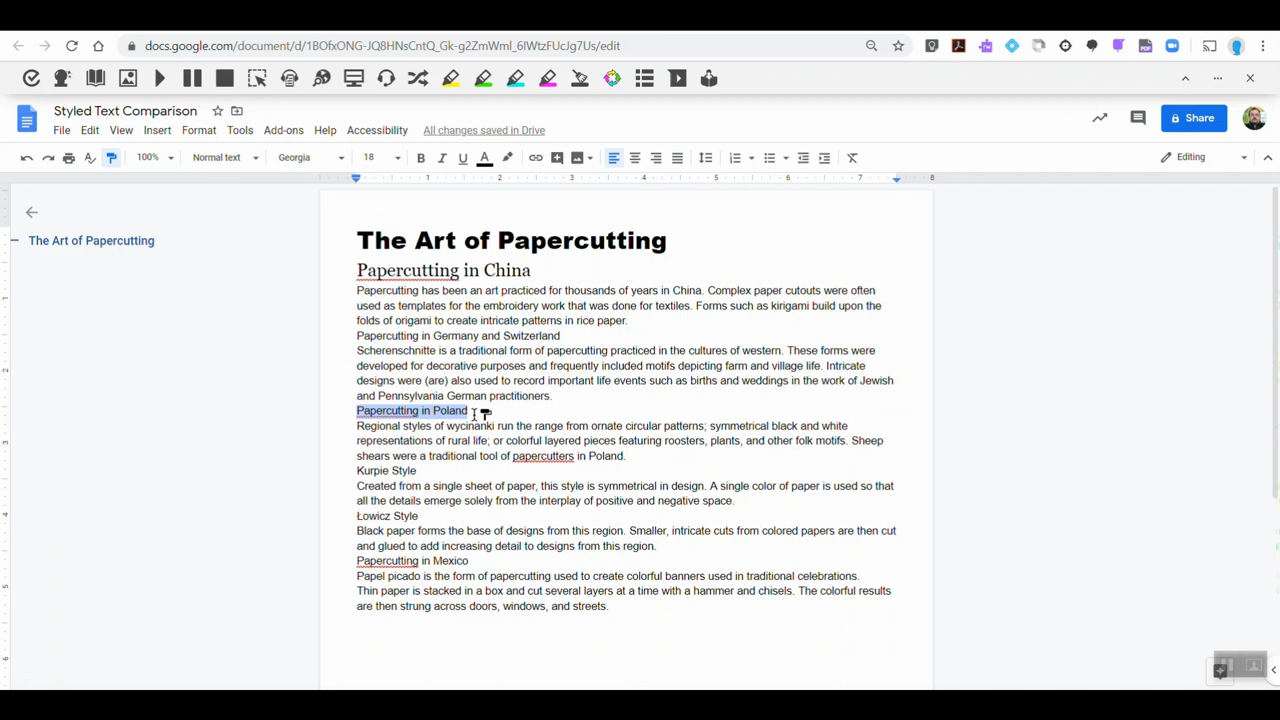 docs.google.com/document/d/1BOfxONG-JQ8HNsCntQ_Gk-g2ZmWml_6IWtzFUcJg7Us/edit
Styled Text Comparison
File Edit View Insert Format Tools Add-ons Help Accessibility All changes saved in Drive
Share
100% Normal text Georgia 18 B I U A Editing
1 2 3 4 5 6 7 8
The Art of Papercutting
The Art of Papercutting
Papercutting in China
Papercutting has been an art practiced for thousands of years in China. Complex paper cutouts were often
used as templates for the embroidery work that was done for textiles. Forms such as kirigami build upon the
folds of origami to create intricate patterns in rice paper.
Papercutting in Germany and Switzerland
Scherenschnitte is a traditional form of papercutting practiced in the cultures of western. These forms were
developed for decorative purposes and frequently included motifs depicting farm and village life. Intricate
designs were (are) also used to record important life events such as births and weddings in the work of Jewish
and Pennsylvania German practitioners.
Papercutting in Poland
Regional styles of wycinanki run the range from ornate circular patterns; symmetrical black and white
representations of rural life; or colorful layered pieces featuring roosters, plants, and other folk motifs. Sheep
shears were a traditional tool of papercutters in Poland.
Kurpie Style
Created from a single sheet of paper, this style is symmetrical in design. A single color of paper is used so that
all the details emerge solely from the interplay of positive and negative space.
Łowicz Style
Black paper forms the base of designs from this region. Smaller, intricate cuts from colored papers are then cut
and glued to add increasing detail to designs from this region.
Papercutting in Mexico
Papel picado is the form of papercutting used to create colorful banners used in traditional celebrations.
Thin paper is stacked in a box and cut several layers at a time with a hammer and chisels. The colorful results
are then strung across doors, windows, and streets.